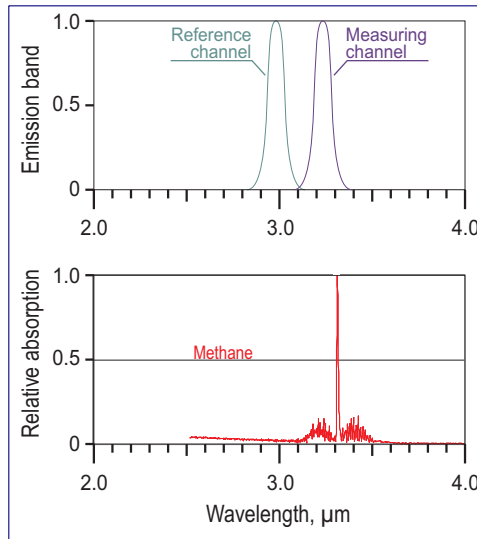 Emission band
1.0
0.5
0
Reference
channel
Measuring
channel
2.0 3.0 4.0
Relative absorption
1.0
0.5
0
Methane
2.0 3.0 4.0
Wavelength, µm